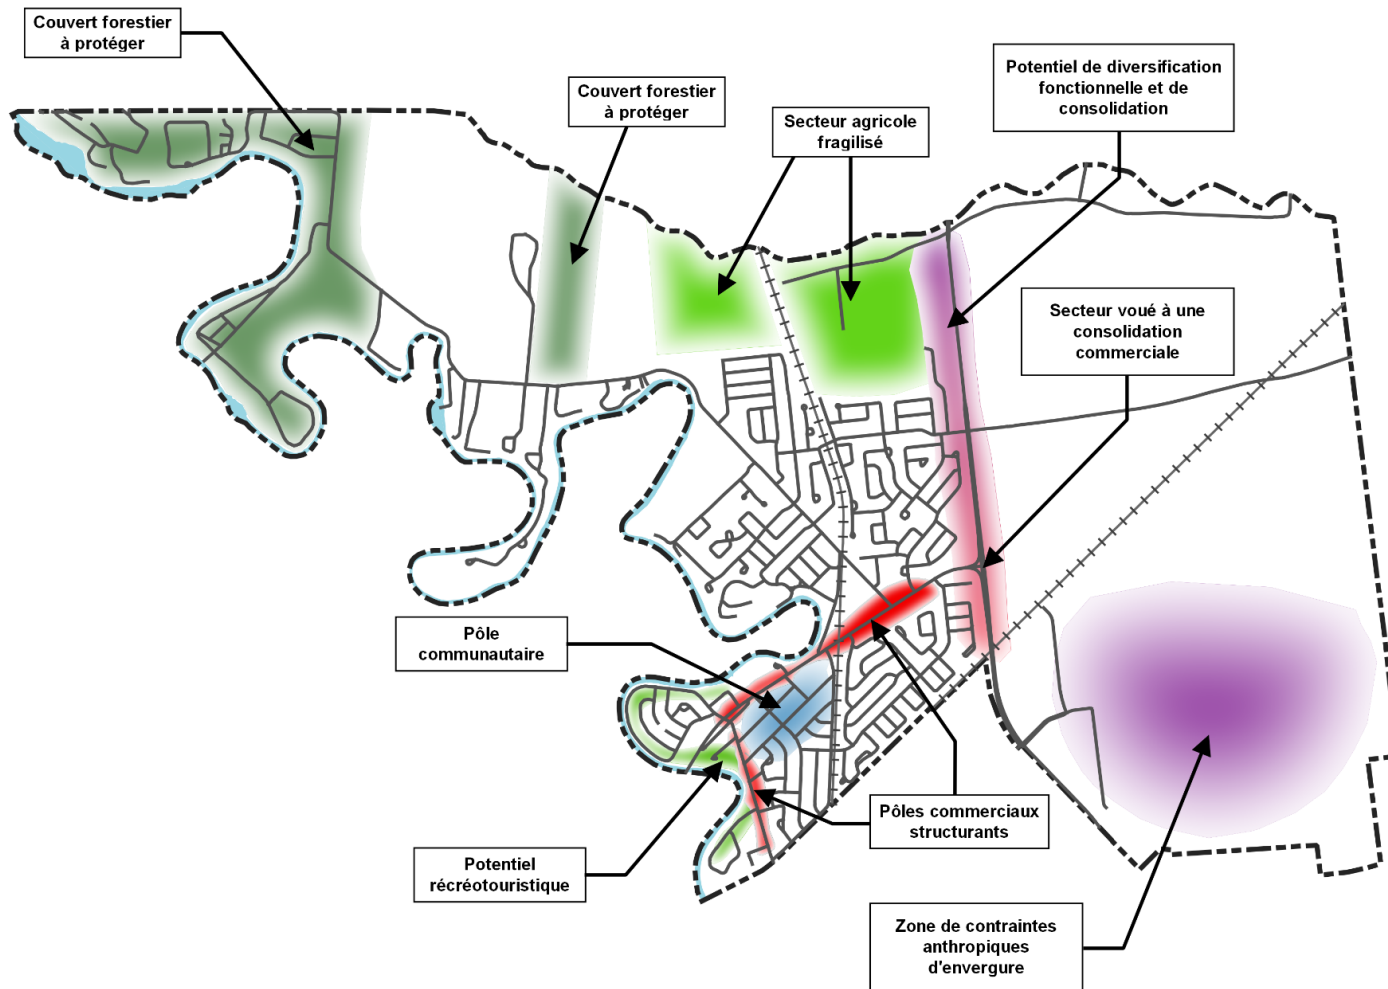 Couvert forestier
à protéger
Couvert forestier
à protéger
Secteur agricole
fragilisé
Potentiel de diversification
fonctionnelle et de
consolidation
Secteur voué à une
consolidation
commerciale
Pôle
communautaire
Pôles commerciaux
structurants
Potentiel
récréotouristique
Zone de contraintes
anthropiques
d'envergure